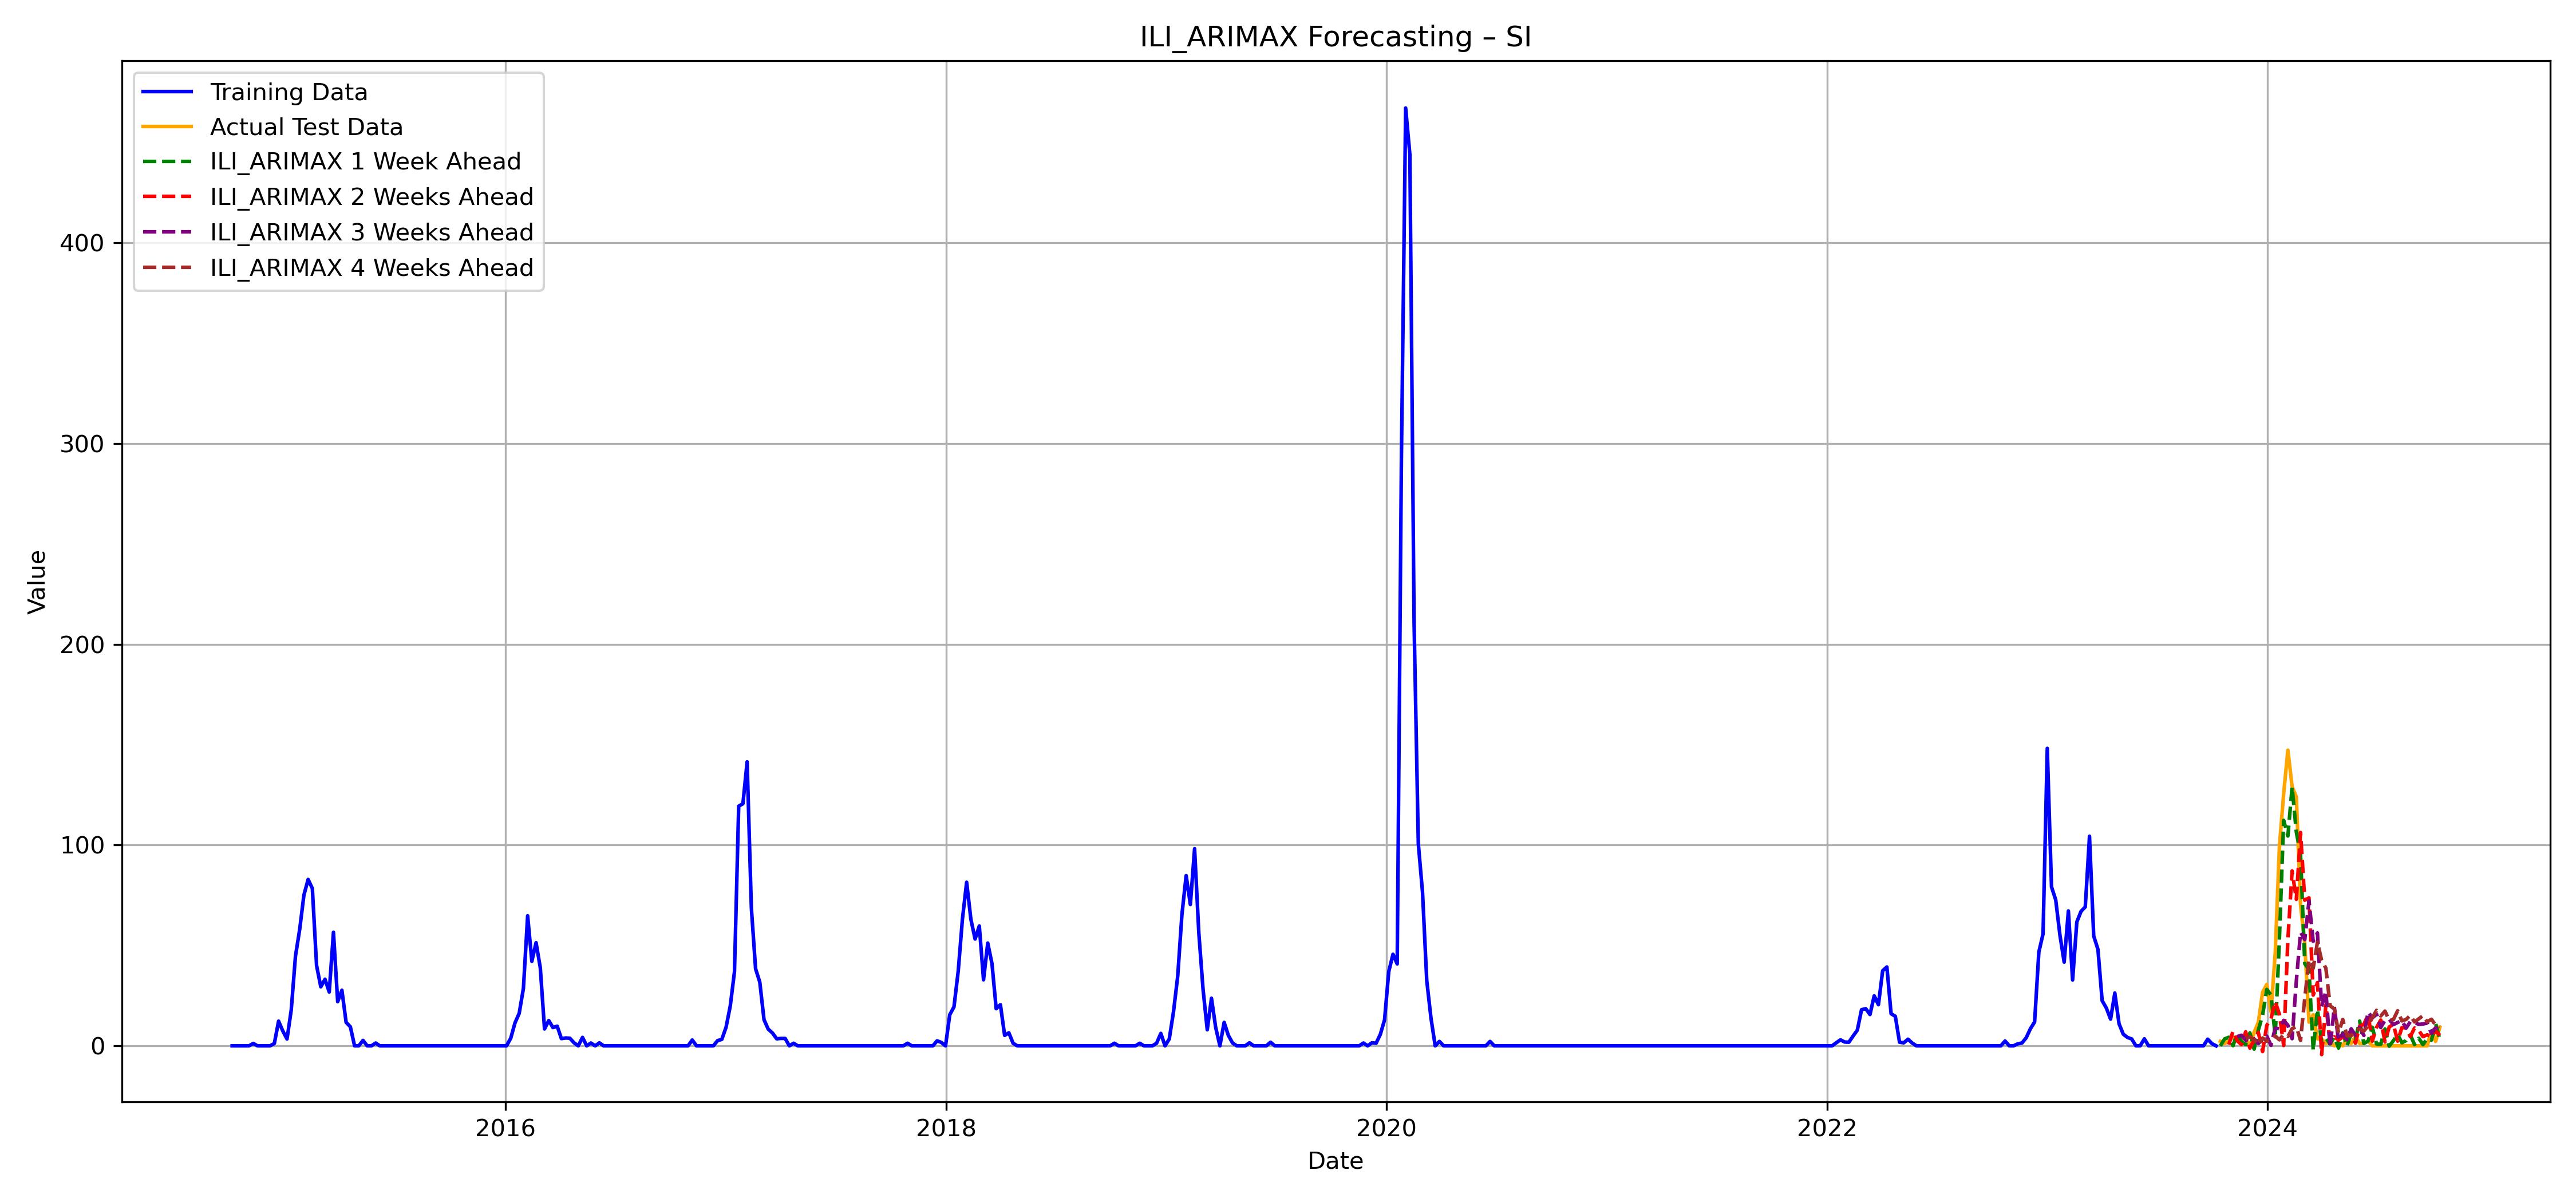 ILI_ARIMAX Forecasting – SI
Training Data
Actual Test Data
ILI_ARIMAX 1 Week Ahead
ILI_ARIMAX 2 Weeks Ahead
ILI_ARIMAX 3 Weeks Ahead
ILI_ARIMAX 4 Weeks Ahead
Value
400
300
200
100
0
2016
2018
2020
2022
2024
Date